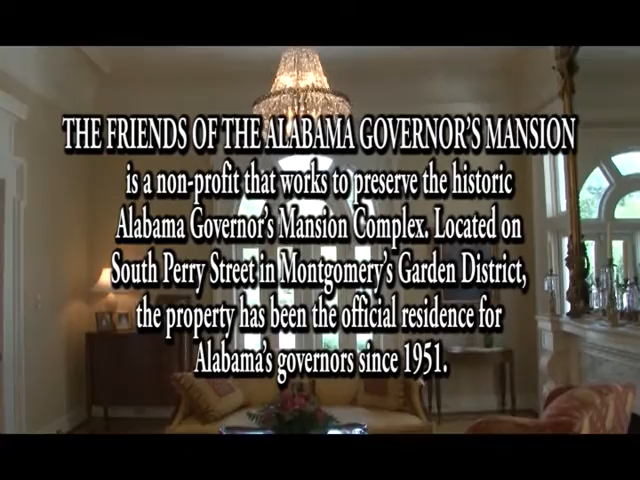 THE FRIENDS OF THE ALABAMA GOVERNOR'S MANSION
is a non-profit that works to preserve the historic
Alabama Governor's Mansion Complex. Located on
South Perry Street in Montgomery's Garden District,
the property has been the official residence for
Alabama's governors since 1951.